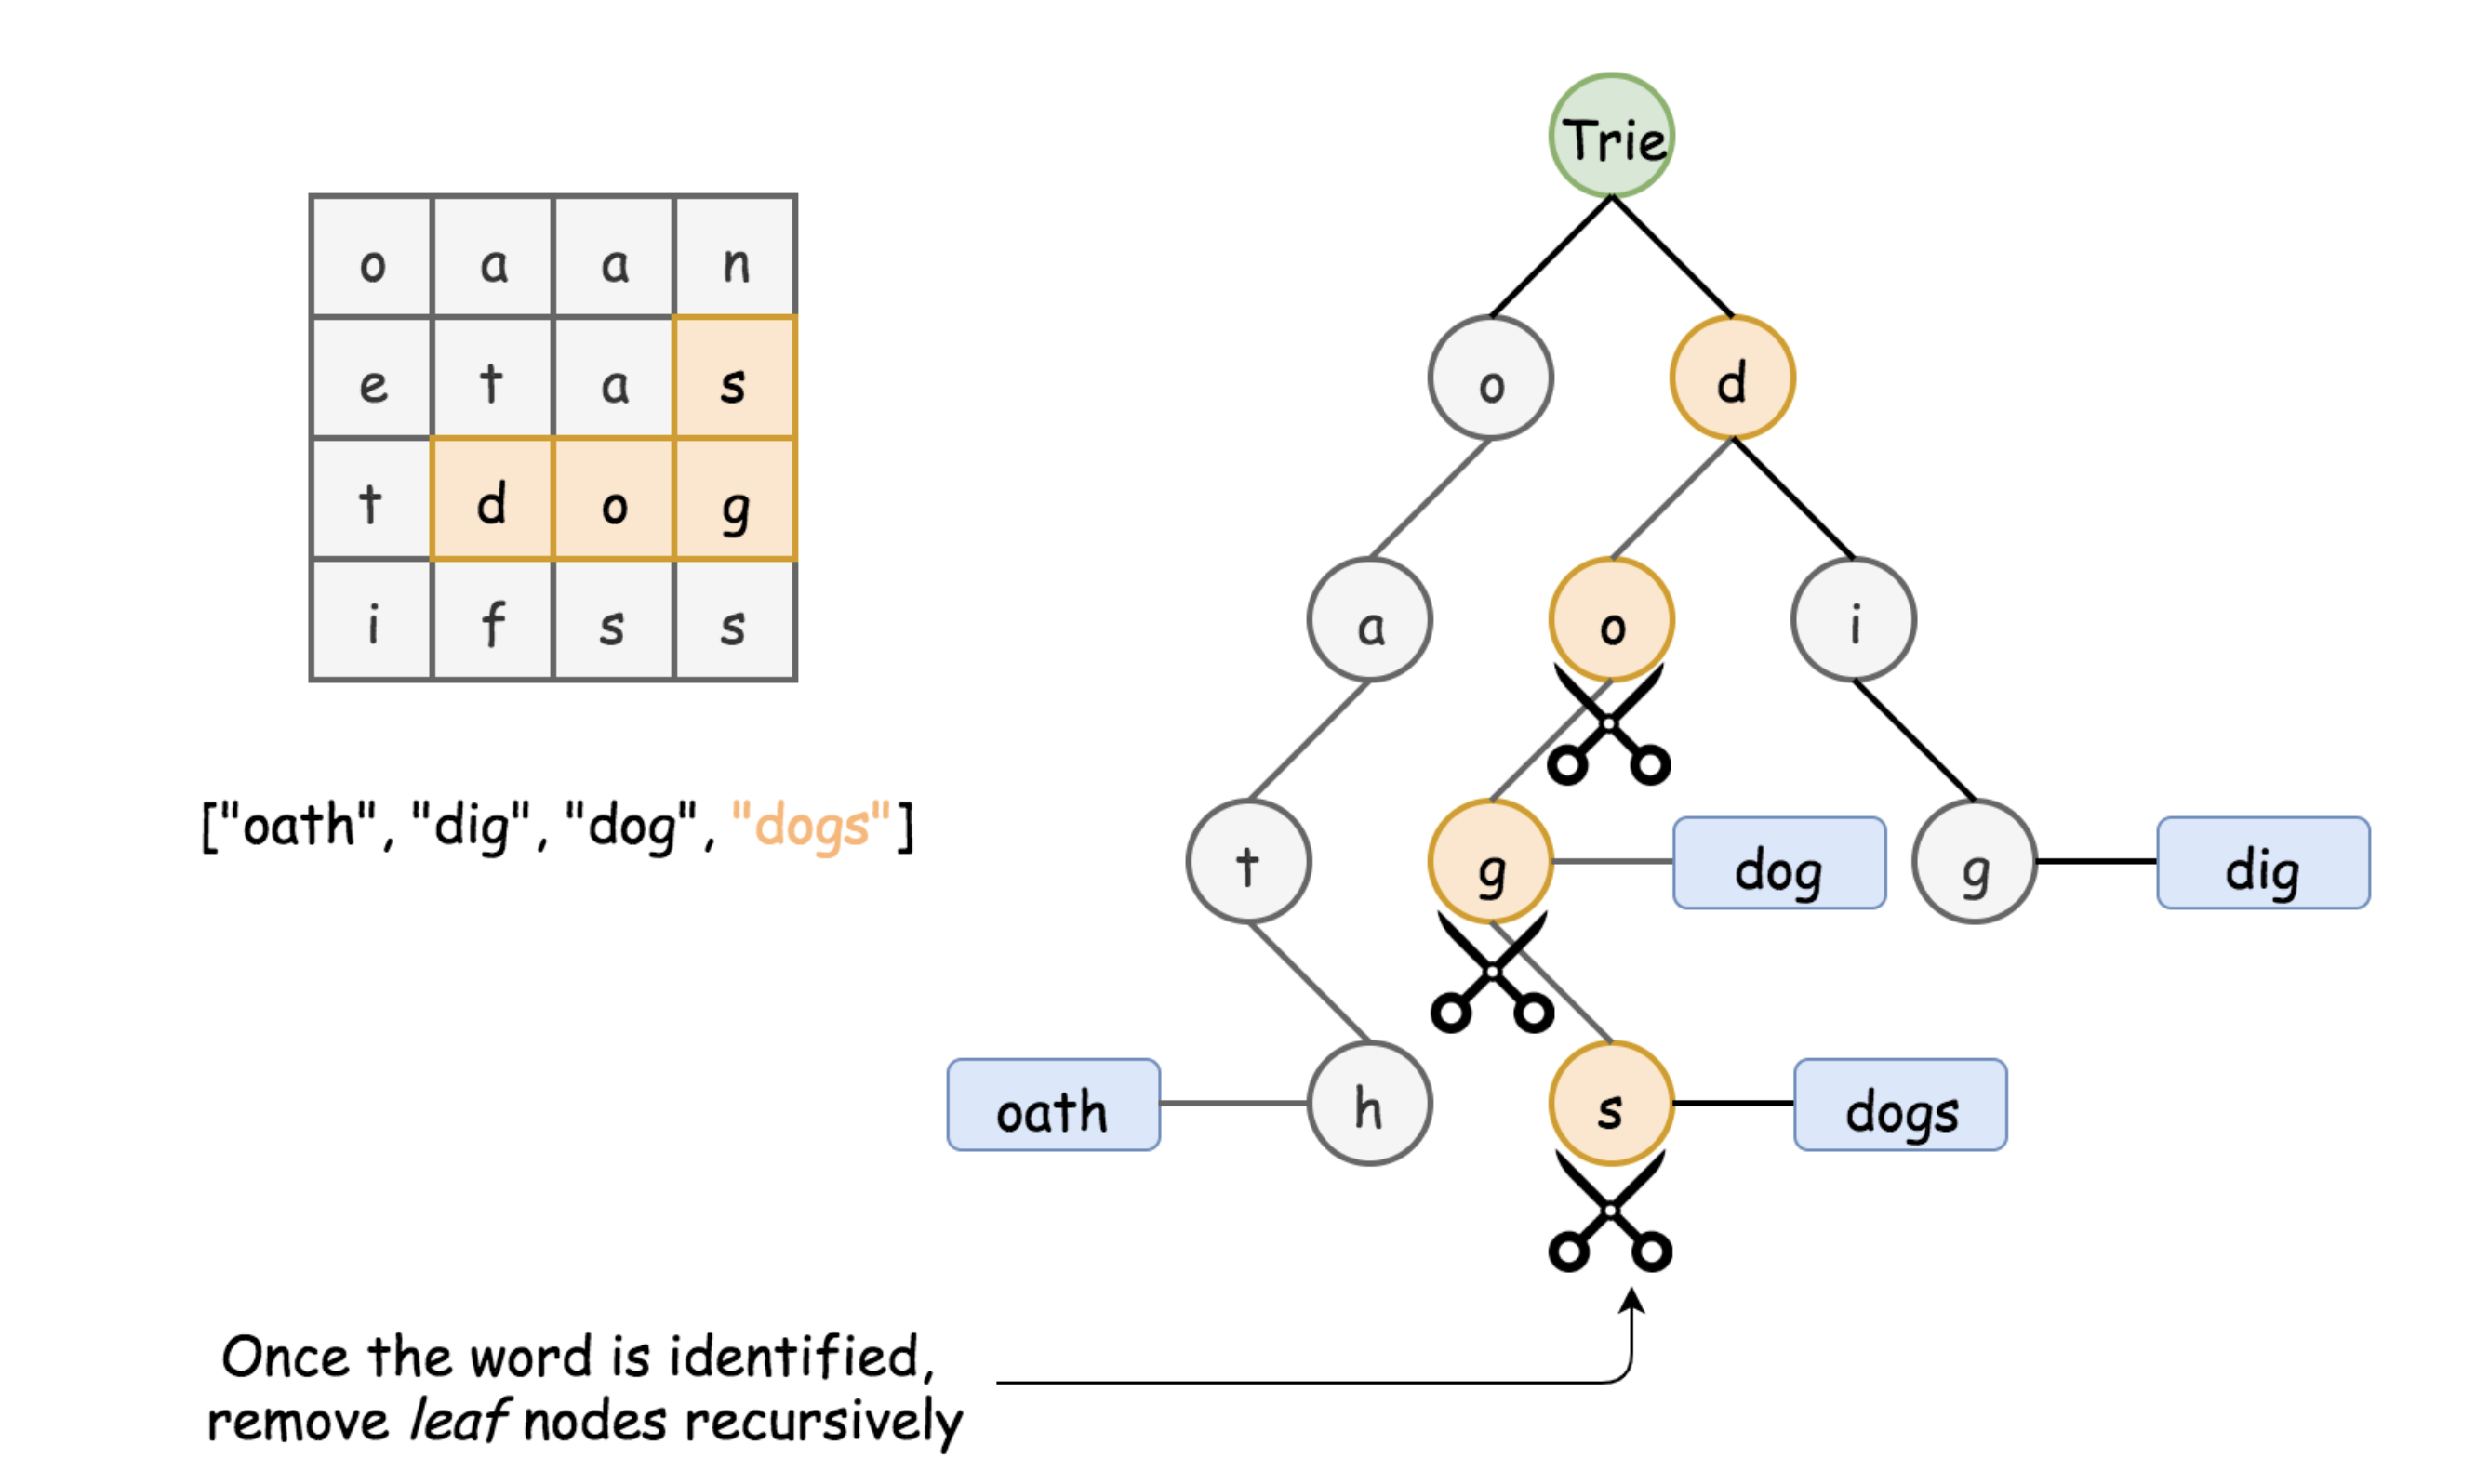 Trie
o a a n
e t a s
t d o g
i f s s
o d
a o i
t g dog g dig
oath h s dogs
["oath", "dig", "dog", "dogs"]
Once the word is identified,
remove leaf nodes recursively